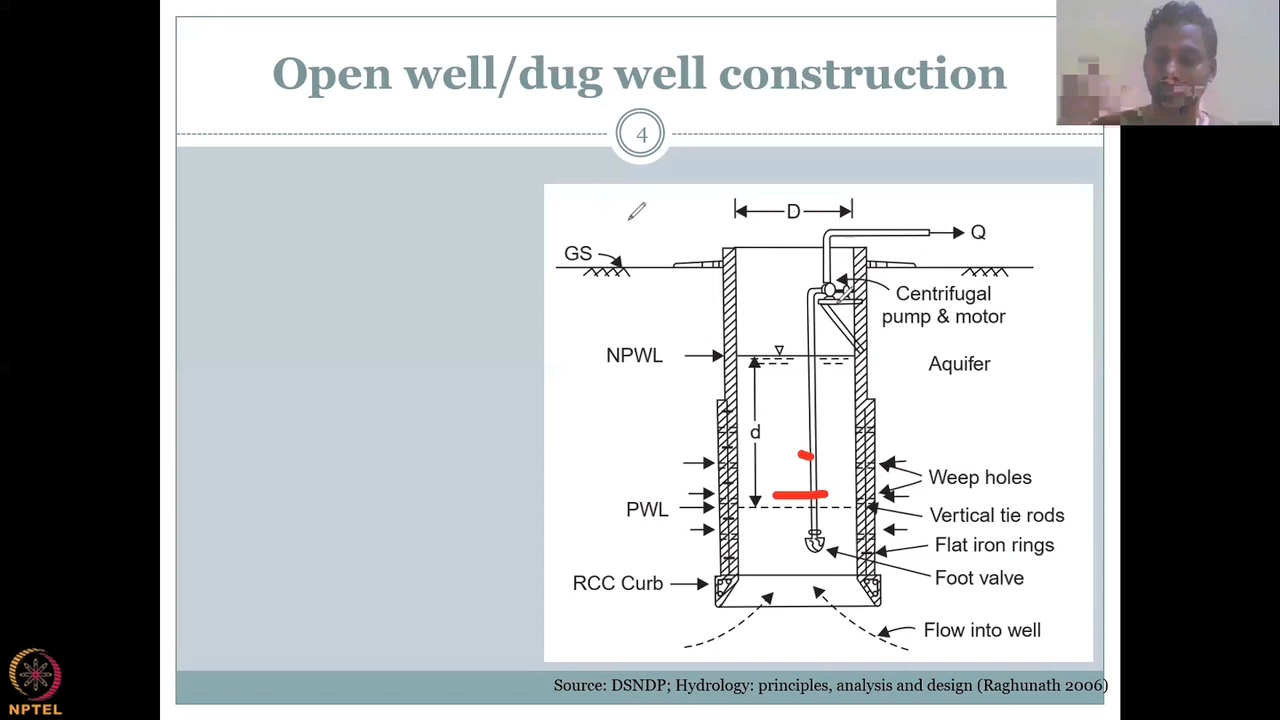 Open well/dug well construction
4
D
Q
GS
Centrifugal
pump & motor
NPWL
Aquifer
d
Weep holes
PWL
Vertical tie rods
Flat iron rings
Foot valve
RCC Curb
Flow into well
Source: DSNDP; Hydrology: principles, analysis and design (Raghunath 2006)
NPTEL